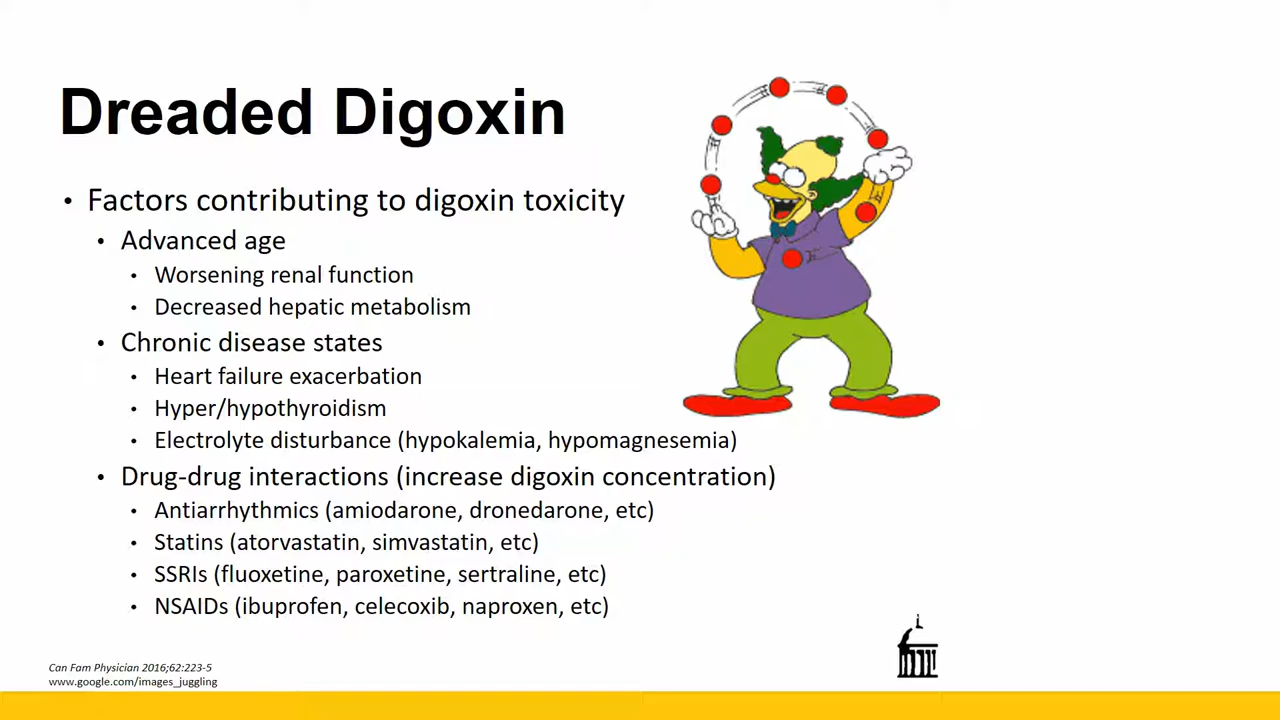 Dreaded Digoxin
• Factors contributing to digoxin toxicity
• Advanced age
• Worsening renal function
• Decreased hepatic metabolism
• Chronic disease states
• Heart failure exacerbation
• Hyper/hypothyroidism
• Electrolyte disturbance (hypokalemia, hypomagnesemia)
• Drug-drug interactions (increase digoxin concentration)
• Antiarrhythmics (amiodarone, dronedarone, etc)
• Statins (atorvastatin, simvastatin, etc)
• SSRIs (fluoxetine, paroxetine, sertraline, etc)
• NSAIDs (ibuprofen, celecoxib, naproxen, etc)
Can Fam Physician 2016;62:223-5
www.google.com/images_juggling